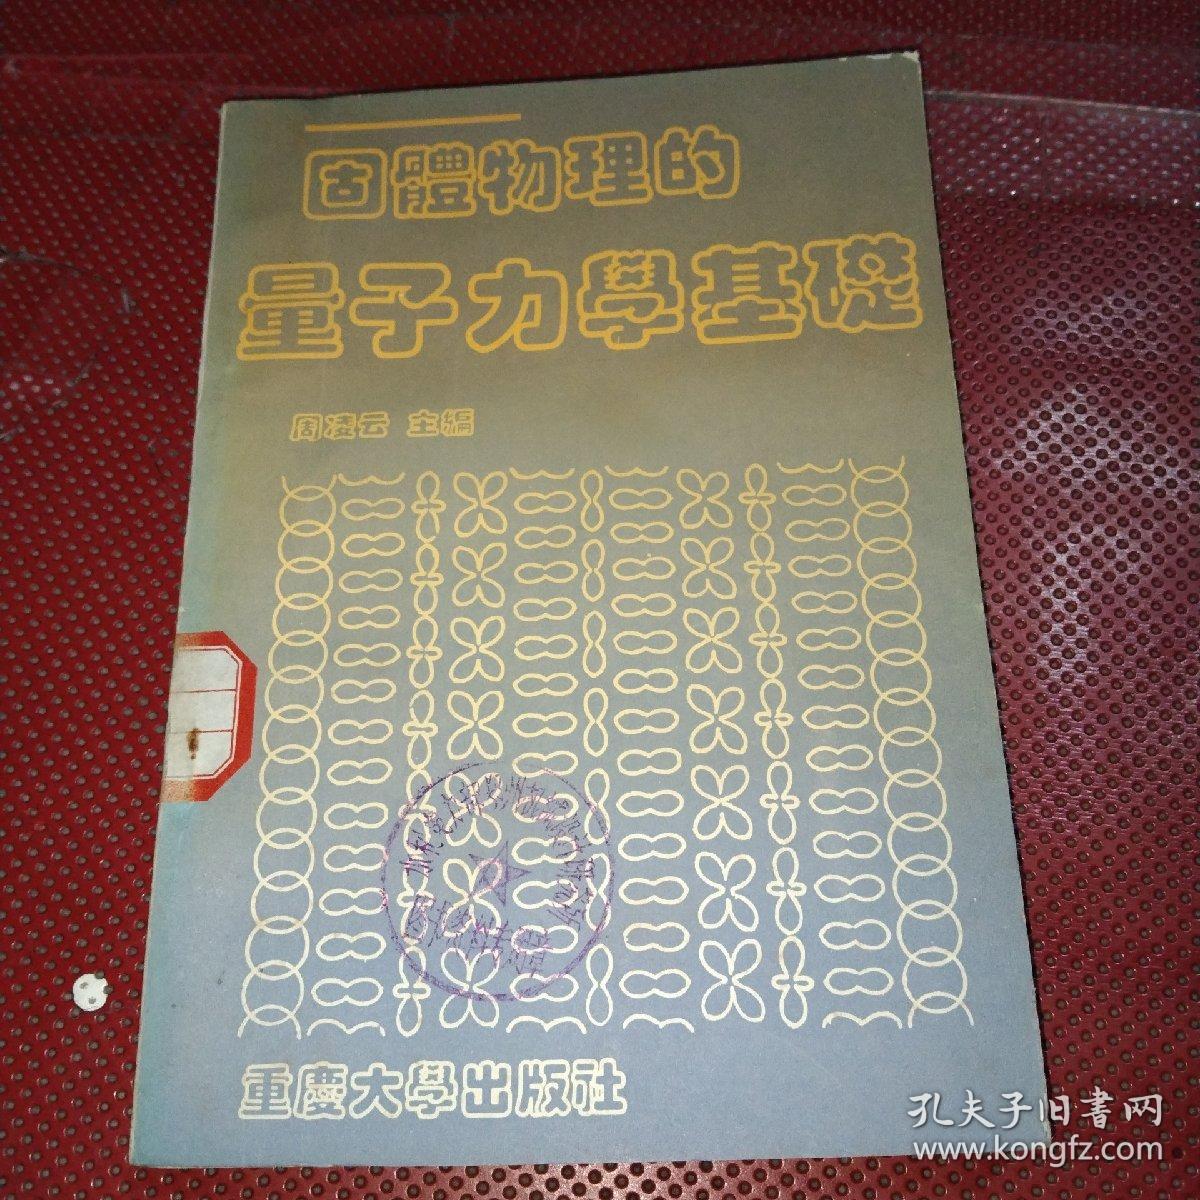 固體物理的
量子力學基礎
周凌云 主編
重慶大學出版社
孔夫子旧書网
www.kongfz.com